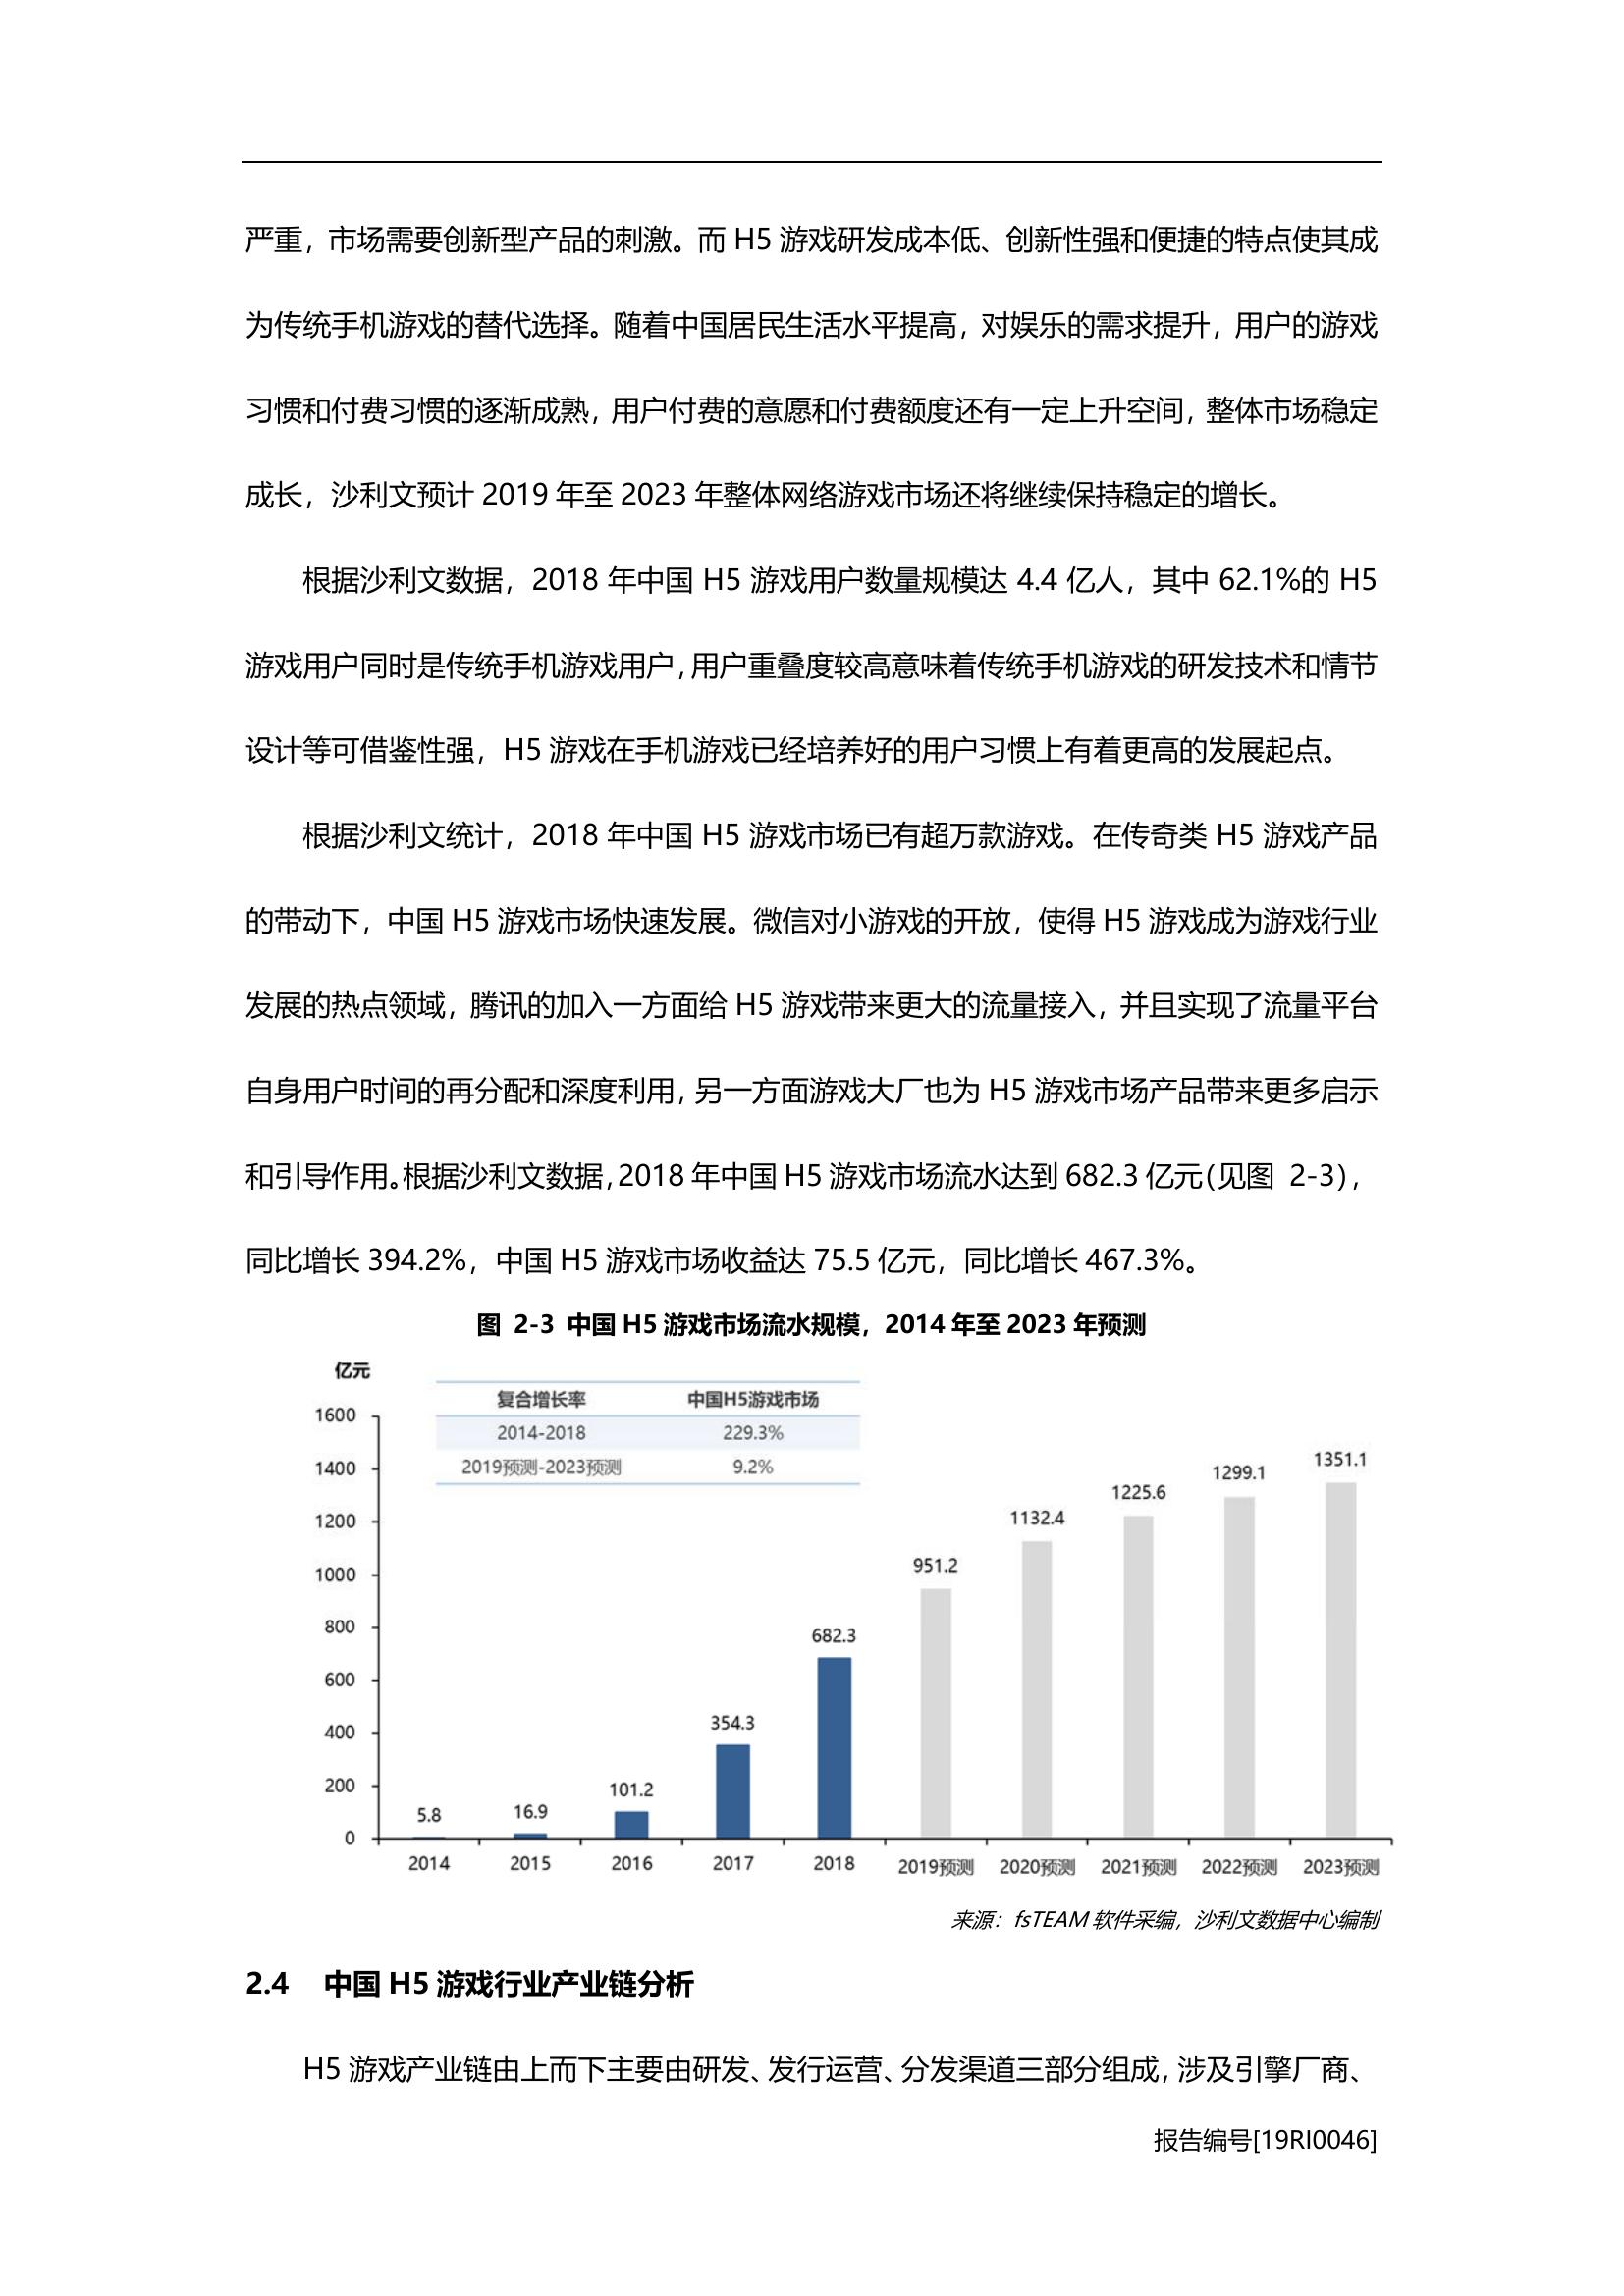 严重，市场需要创新型产品的刺激。而 H5 游戏研发成本低、创新性强和便捷的特点使其成
为传统手机游戏的替代选择。随着中国居民生活水平提高，对娱乐的需求提升，用户的游戏
习惯和付费习惯的逐渐成熟，用户付费的意愿和付费额度还有一定上升空间，整体市场稳定
成长，沙利文预计 2019 年至 2023 年整体网络游戏市场还将继续保持稳定的增长。
根据沙利文数据，2018 年中国 H5 游戏用户数量规模达 4.4 亿人，其中 62.1%的 H5
游戏用户同时是传统手机游戏用户，用户重叠度较高意味着传统手机游戏的研发技术和情节
设计等可借鉴性强，H5 游戏在手机游戏已经培养好的用户习惯上有着更高的发展起点。
根据沙利文统计，2018 年中国 H5 游戏市场已有超万款游戏。在传奇类 H5 游戏产品
的带动下，中国 H5 游戏市场快速发展。微信对小游戏的开放，使得 H5 游戏成为游戏行业
发展的热点领域，腾讯的加入一方面给 H5 游戏带来更大的流量接入，并且实现了流量平台
自身用户时间的再分配和深度利用，另一方面游戏大厂也为 H5 游戏市场产品带来更多启示
和引导作用。根据沙利文数据，2018 年中国 H5 游戏市场流水达到 682.3 亿元（见图 2-3），
同比增长 394.2%，中国 H5 游戏市场收益达 75.5 亿元，同比增长 467.3%。
图 2-3 中国 H5 游戏市场流水规模，2014 年至 2023 年预测
亿元
复合增长率 中国H5游戏市场
2014-2018 229.3%
2019预测-2023预测 9.2%
1600
1400
1200
1000
800
600
400
200
0
5.8
16.9
101.2
354.3
682.3
951.2
1132.4
1225.6
1299.1
1351.1
2014 2015 2016 2017 2018 2019预测 2020预测 2021预测 2022预测 2023预测
来源：fsTEAM 软件采编，沙利文数据中心编制
2.4 中国 H5 游戏行业产业链分析
H5 游戏产业链由上而下主要由研发、发行运营、分发渠道三部分组成，涉及引擎厂商、
报告编号[19RI0046]